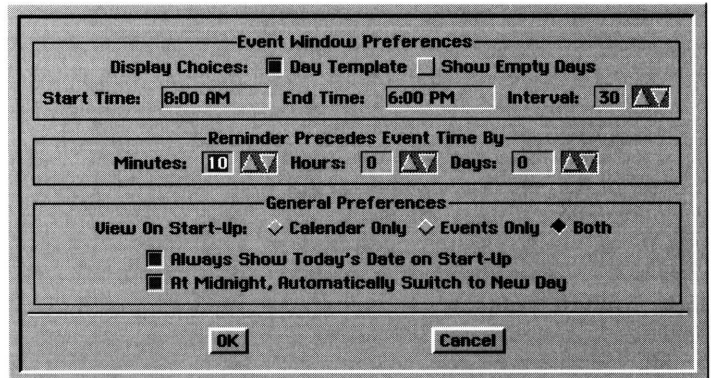 Event Window Preferences
Display Choices: Day Template Show Empty Days
Start Time: 8:00 AM End Time: 6:00 PM Interval: 30
Reminder Precedes Event Time By
Minutes: 10 Hours: 0 Days: 0
General Preferences
View On Start-Up: Calendar Only Events Only Both
Always Show Today's Date on Start-Up
At Midnight, Automatically Switch to New Day
OK Cancel